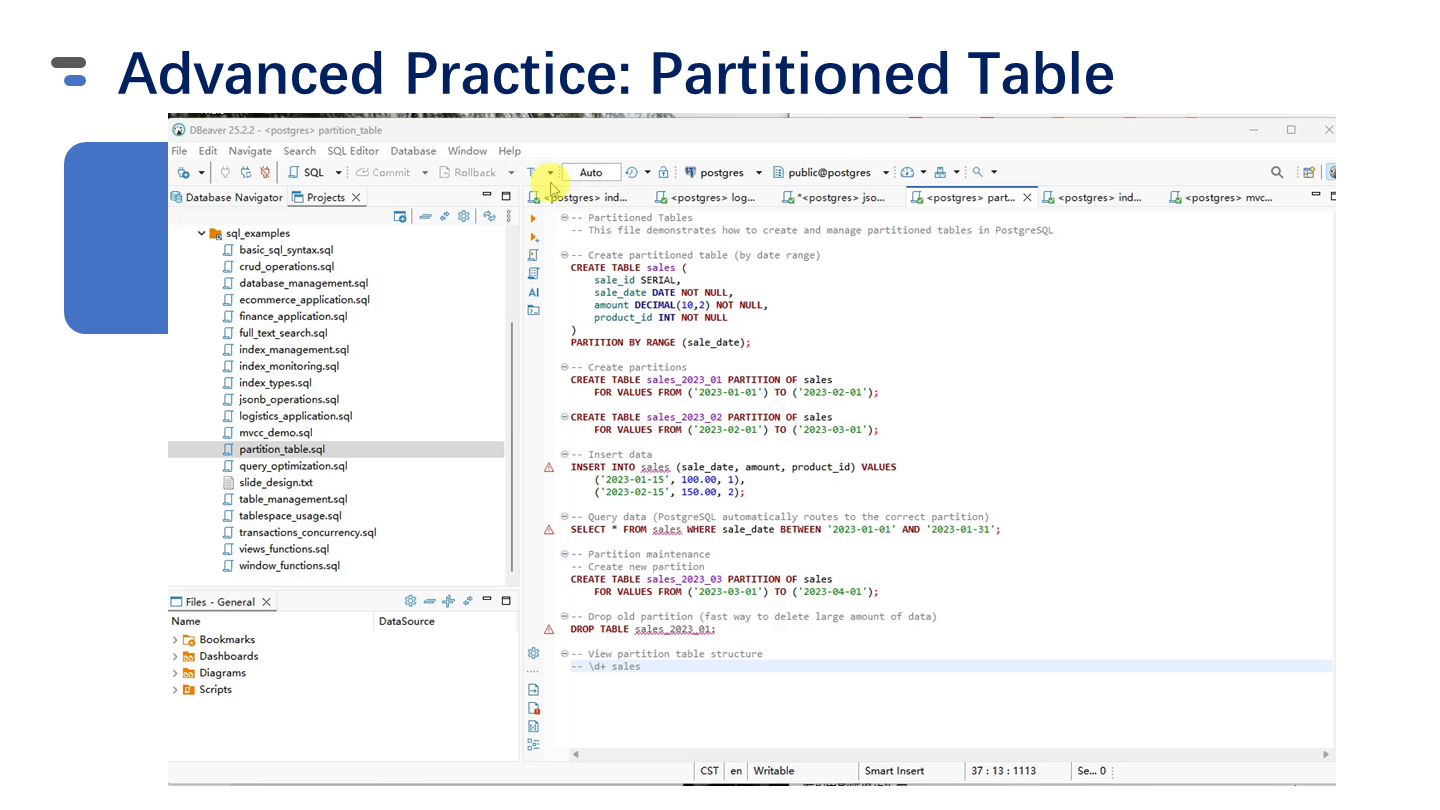 Advanced Practice: Partitioned Table
DBeaver 25.2.2 - <postgres> partition_table
File Edit Navigate Search SQL Editor Database Window Help
SQL Commit Rollback T Auto postgres public@postgres
Database Navigator Projects
<postgres> ind... <postgres> log... *<postgres> jso... <postgres> part... <postgres> ind... <postgres> mvc...
sql_examples
basic_sql_syntax.sql
crud_operations.sql
database_management.sql
ecommerce_application.sql
finance_application.sql
full_text_search.sql
index_management.sql
index_monitoring.sql
index_types.sql
jsonb_operations.sql
logistics_application.sql
mvcc_demo.sql
partition_table.sql
query_optimization.sql
slide_design.txt
table_management.sql
tablespace_usage.sql
transactions_concurrency.sql
views_functions.sql
window_functions.sql
Files - General
Name DataSource
Bookmarks
Dashboards
Diagrams
Scripts
AI
-- Partitioned Tables
-- This file demonstrates how to create and manage partitioned tables in PostgreSQL
-- Create partitioned table (by date range)
CREATE TABLE sales (
sale_id SERIAL,
sale_date DATE NOT NULL,
amount DECIMAL(10,2) NOT NULL,
product_id INT NOT NULL
)
PARTITION BY RANGE (sale_date);
-- Create partitions
CREATE TABLE sales_2023_01 PARTITION OF sales
FOR VALUES FROM ('2023-01-01') TO ('2023-02-01');
CREATE TABLE sales_2023_02 PARTITION OF sales
FOR VALUES FROM ('2023-02-01') TO ('2023-03-01');
-- Insert data
INSERT INTO sales (sale_date, amount, product_id) VALUES
('2023-01-15', 100.00, 1),
('2023-02-15', 150.00, 2);
-- Query data (PostgreSQL automatically routes to the correct partition)
SELECT * FROM sales WHERE sale_date BETWEEN '2023-01-01' AND '2023-01-31';
-- Partition maintenance
-- Create new partition
CREATE TABLE sales_2023_03 PARTITION OF sales
FOR VALUES FROM ('2023-03-01') TO ('2023-04-01');
-- Drop old partition (fast way to delete large amount of data)
DROP TABLE sales_2023_01;
-- View partition table structure
-- \d+ sales
CST en Writable Smart Insert 37 : 13 : 1113 Se... 0